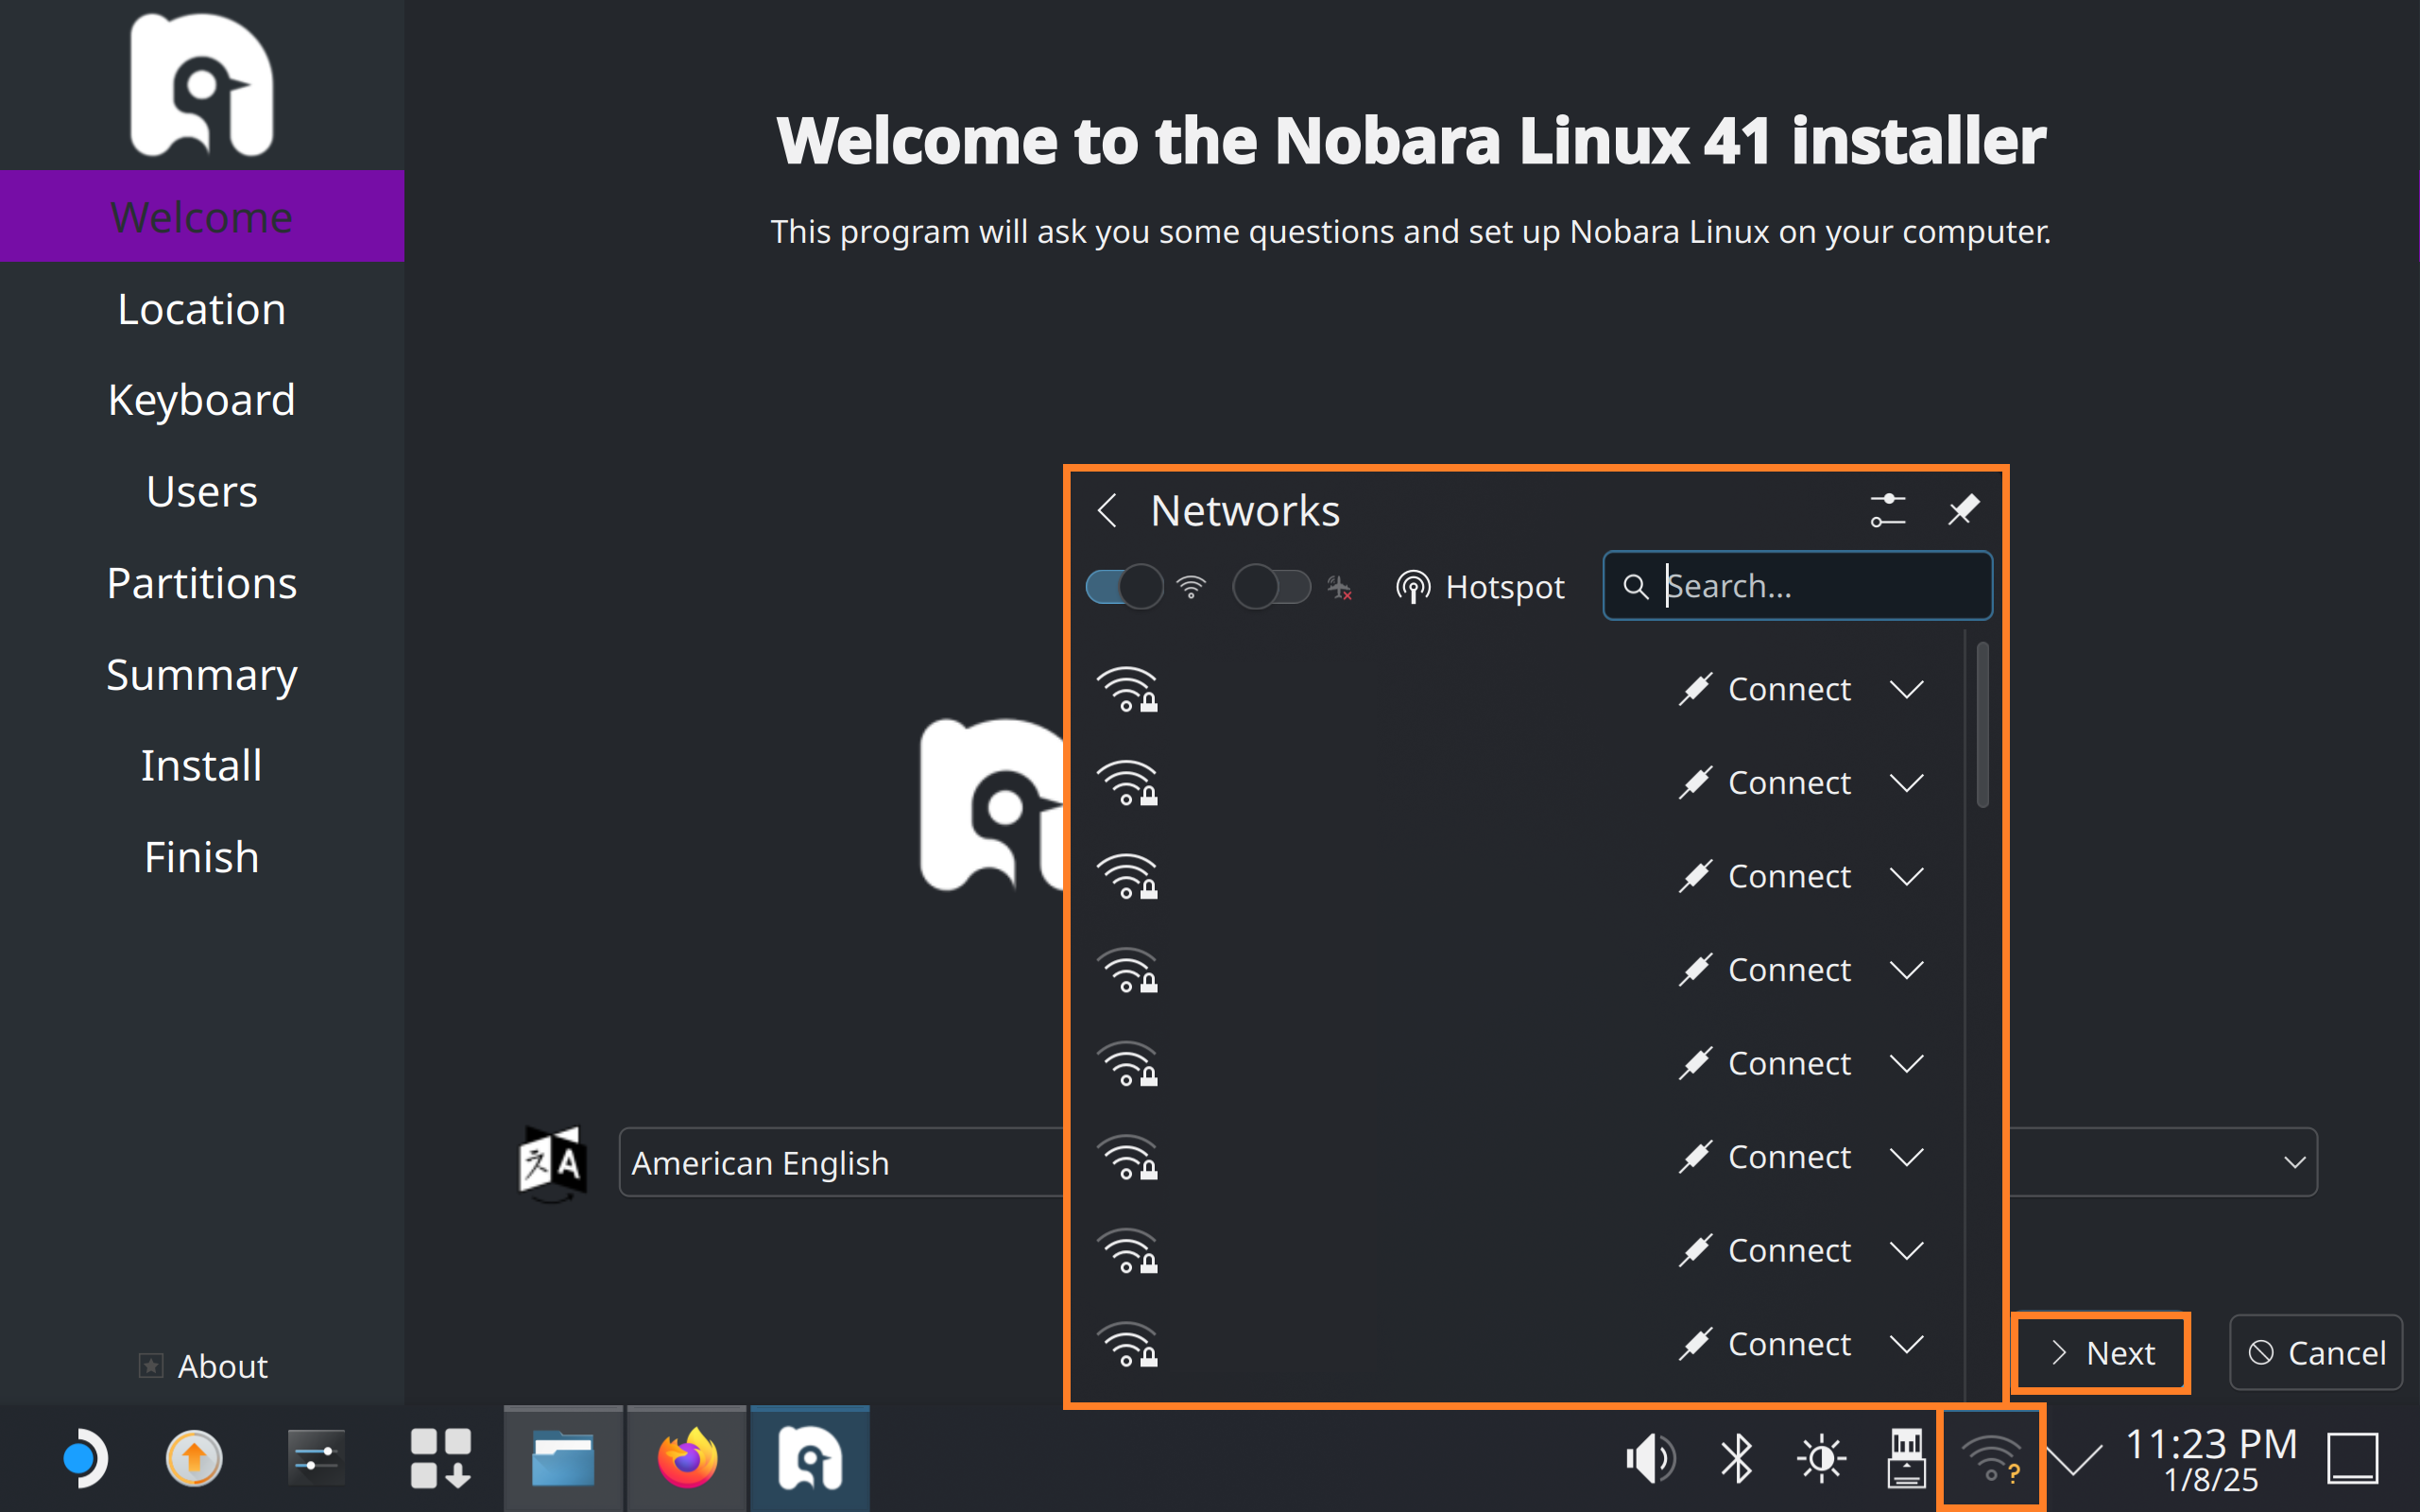 Welcome
Location
Keyboard
Users
Partitions
Summary
Install
Finish
About
Welcome to the Nobara Linux 41 installer
This program will ask you some questions and set up Nobara Linux on your computer.
Networks
Hotspot
Search...
Connect
Connect
Connect
Connect
Connect
Connect
Connect
Connect
American English
Next
Cancel
11:23 PM
1/8/25